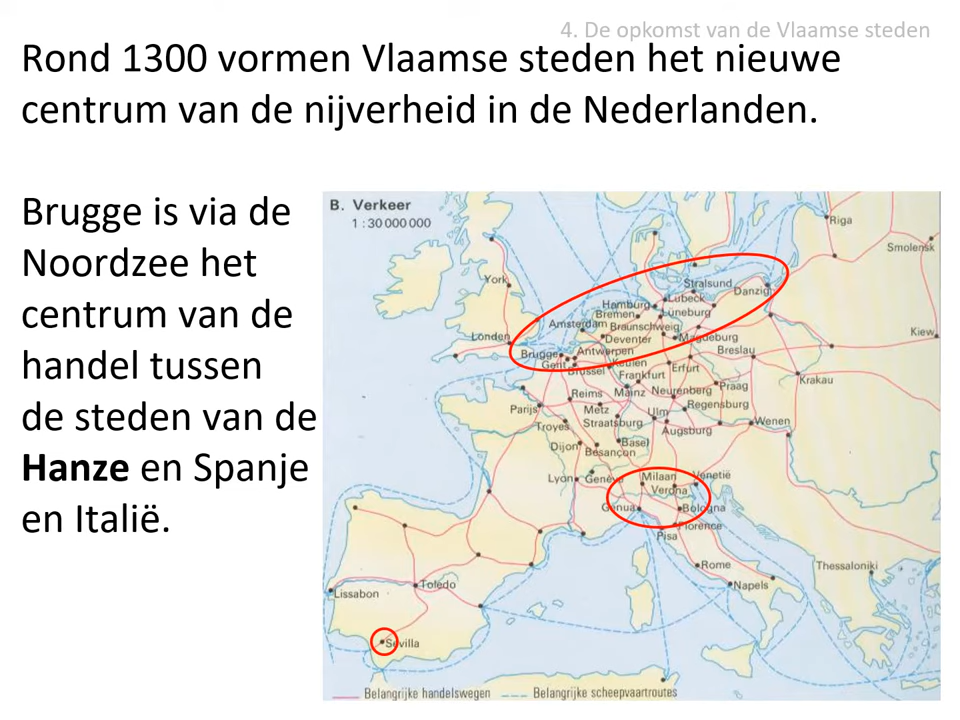 4. De opkomst van de Vlaamse steden
Rond 1300 vormen Vlaamse steden het nieuwe
centrum van de nijverheid in de Nederlanden.
Brugge is via de
Noordzee het
centrum van de
handel tussen
de steden van de
Hanze en Spanje
en Italië.
B. Verkeer
1 : 30 000 000
Riga
Smolensk
York
Stralsund
Danzig
Hamburg
Lübeck
Bremen
Lüneburg
Amsterdam
Braunschweig
Londen
Deventer
Magdeburg
Kiew
Brugge
Antwerpen
Breslau
Gent
Brussel
Keulen
Erfurt
Frankfurt
Krakau
Reims
Mainz
Neurenberg
Praag
Parijs
Metz
Ulm
Regensburg
Troyes
Straatsburg
Augsburg
Wenen
Dijon
Basel
Besançon
Lyon
Genève
Milaan
Venetië
Verona
Genua
Bologna
Florence
Pisa
Rome
Thessaloniki
Napels
Toledo
Lissabon
Sevilla
Belangrijke handelswegen
Belangrijke scheepvaartroutes